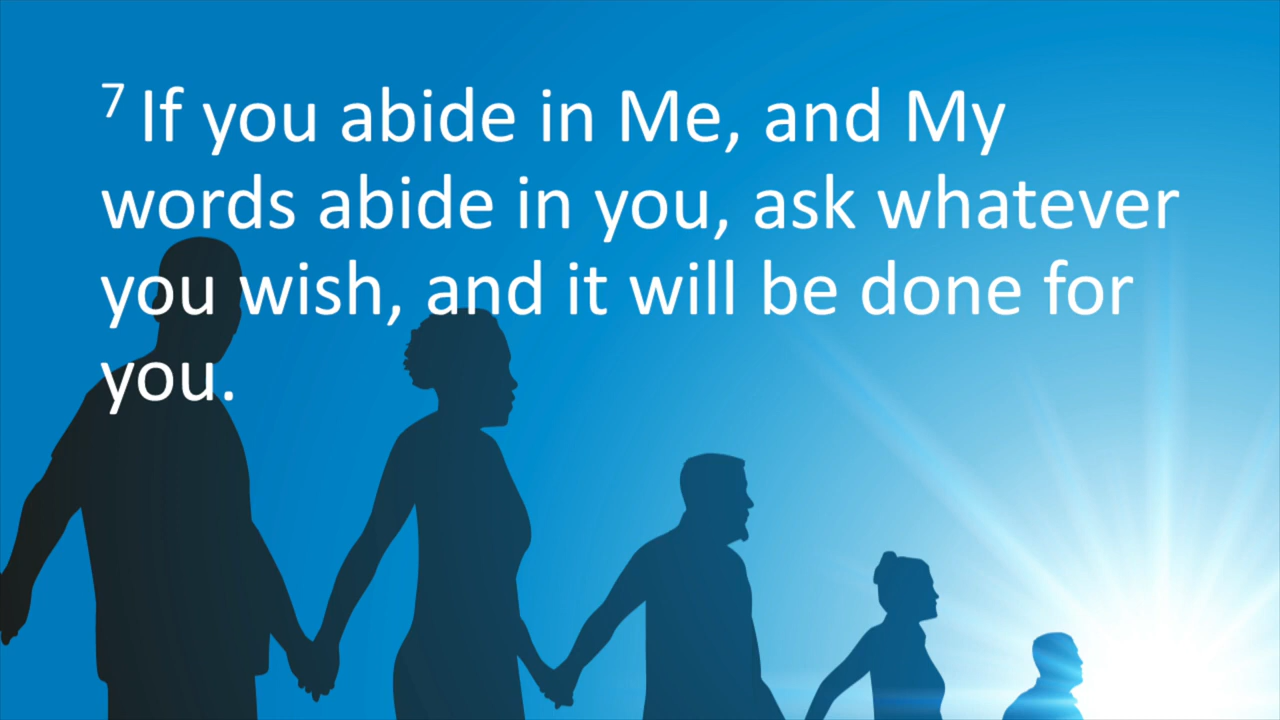 7 If you abide in Me, and My
words abide in you, ask whatever
you wish, and it will be done for
you.